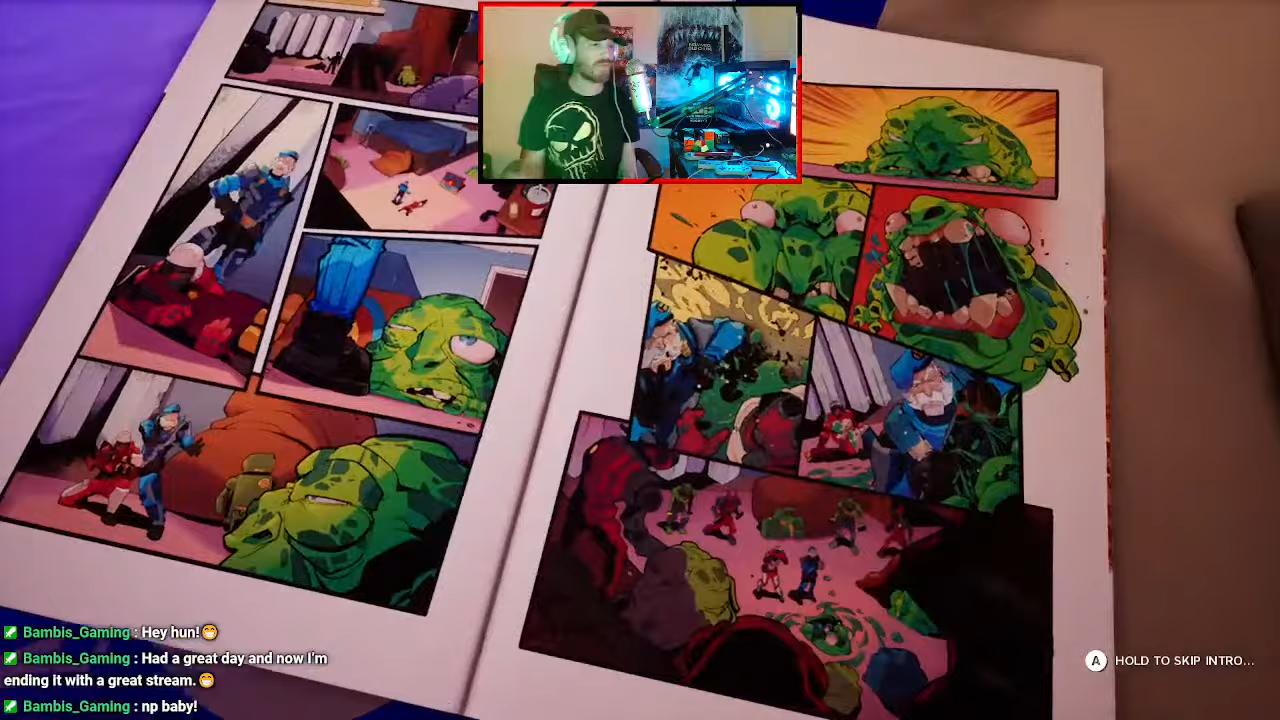 Bambis_Gaming : Hey hun!😁
Bambis_Gaming : Had a great day and now I'm
ending it with a great stream.😁
Bambis_Gaming : np baby!
A HOLD TO SKIP INTRO...